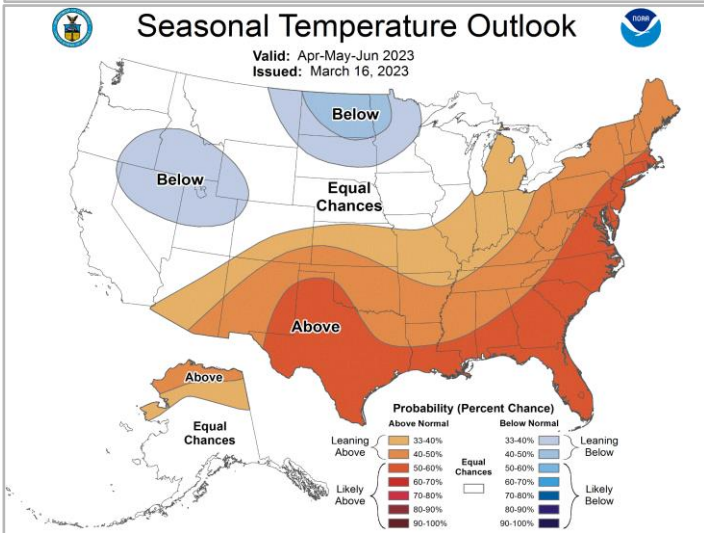 Seasonal Temperature Outlook
NOAA
Valid: Apr-May-Jun 2023
Issued: March 16, 2023
Below
Below
Equal
Chances
Above
Above
Equal
Chances
Probability (Percent Chance)
Above Normal
Below Normal
Leaning
Above
33-40%
40-50%
Likely
Above
50-60%
60-70%
70-80%
80-90%
90-100%
Equal
Chances
33-40%
40-50%
Leaning
Below
50-60%
60-70%
70-80%
80-90%
90-100%
Likely
Below